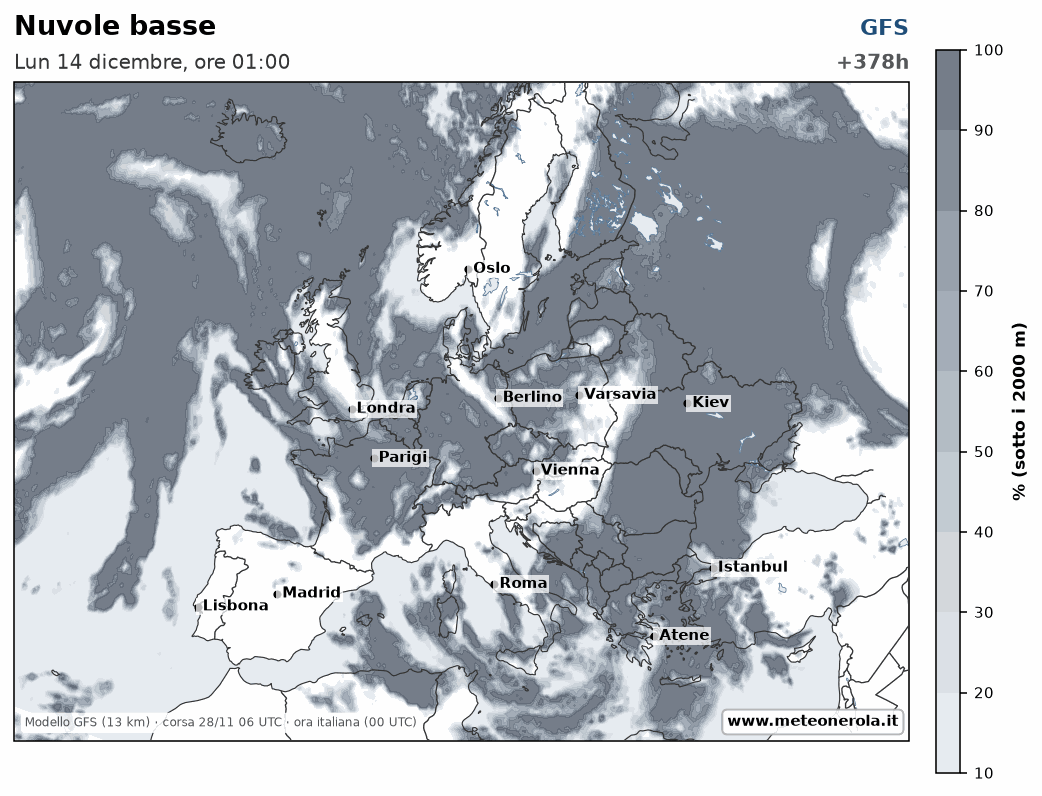 Nuvole basse
GFS
Lun 14 dicembre, ore 01:00
+378h
100
90
80
70
60
50
40
30
20
10
% (sotto i 2000 m)
Oslo
Londra
Berlino
Varsavia
Kiev
Parigi
Vienna
Istanbul
Roma
Madrid
Lisbona
Atene
Modello GFS (13 km) · corsa 28/11 06 UTC · ora italiana (00 UTC)
www.meteonerola.it